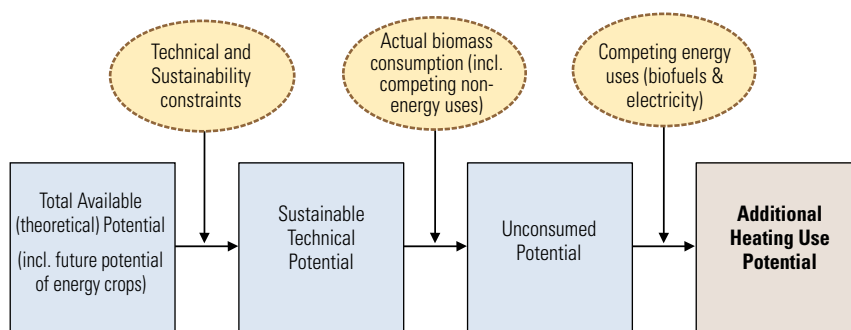 Technical and
Sustainability
constraints
Actual biomass
consumption (incl.
competing non-
energy uses)
Competing energy
uses (biofuels &
electricity)
Total Available
(theoretical) Potential
(incl. future potential
of energy crops)
Sustainable
Technical
Potential
Unconsumed
Potential
Additional
Heating Use
Potential